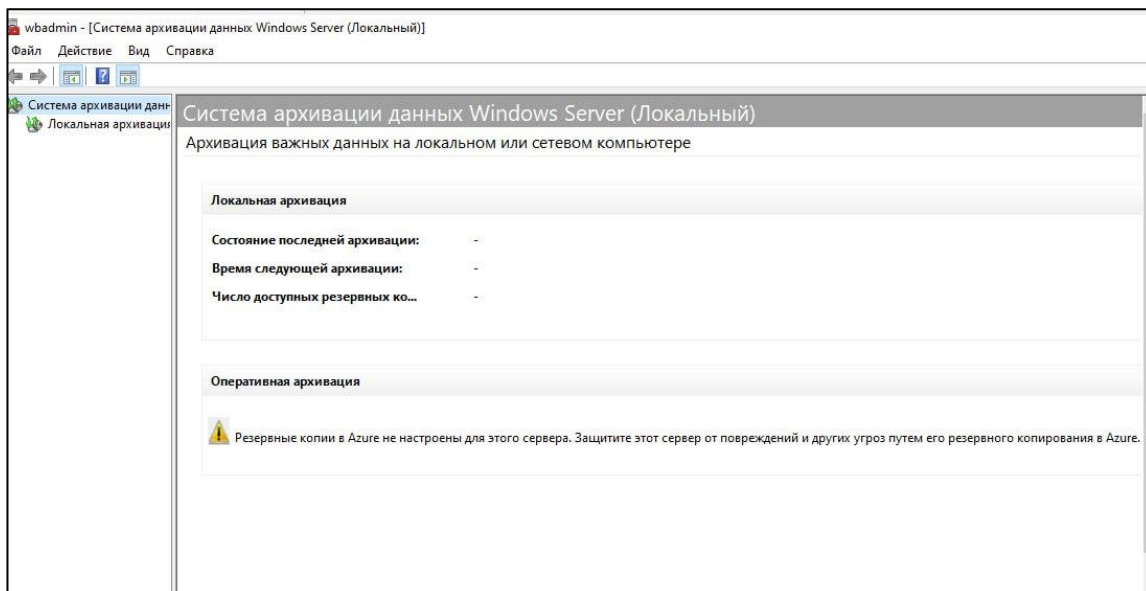 wbadmin - [Система архивации данных Windows Server (Локальный)]
Файл Действие Вид Справка
Система архивации данн
Локальная архивация
Система архивации данных Windows Server (Локальный)
Архивация важных данных на локальном или сетевом компьютере
Локальная архивация
Состояние последней архивации: -
Время следующей архивации: -
Число доступных резервных ко... -
Оперативная архивация
Резервные копии в Azure не настроены для этого сервера. Защитите этот сервер от повреждений и других угроз путем его резервного копирования в Azure.